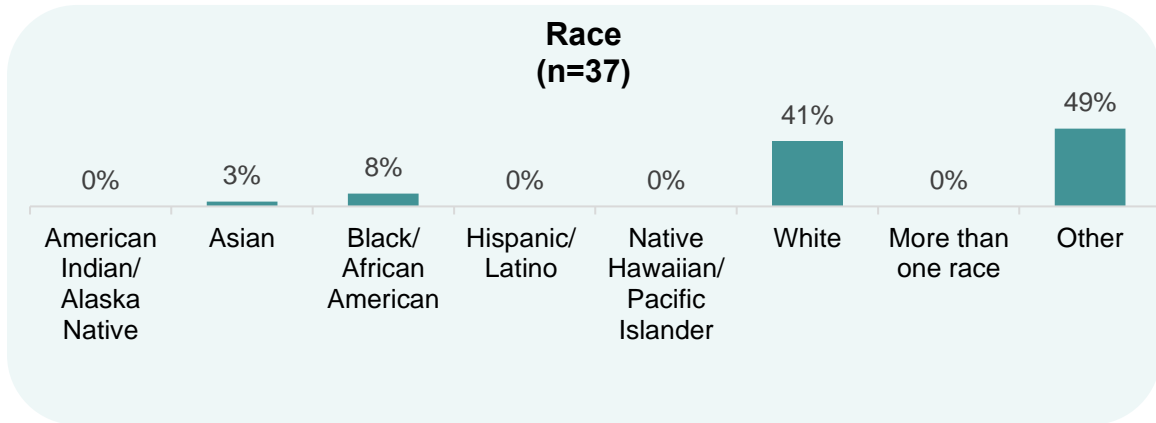 Race
(n=37)
0%
3%
8%
0%
0%
41%
0%
49%
American
Indian/
Alaska
Native
Asian
Black/
African
American
Hispanic/
Latino
Native
Hawaiian/
Pacific
Islander
White
More than
one race
Other